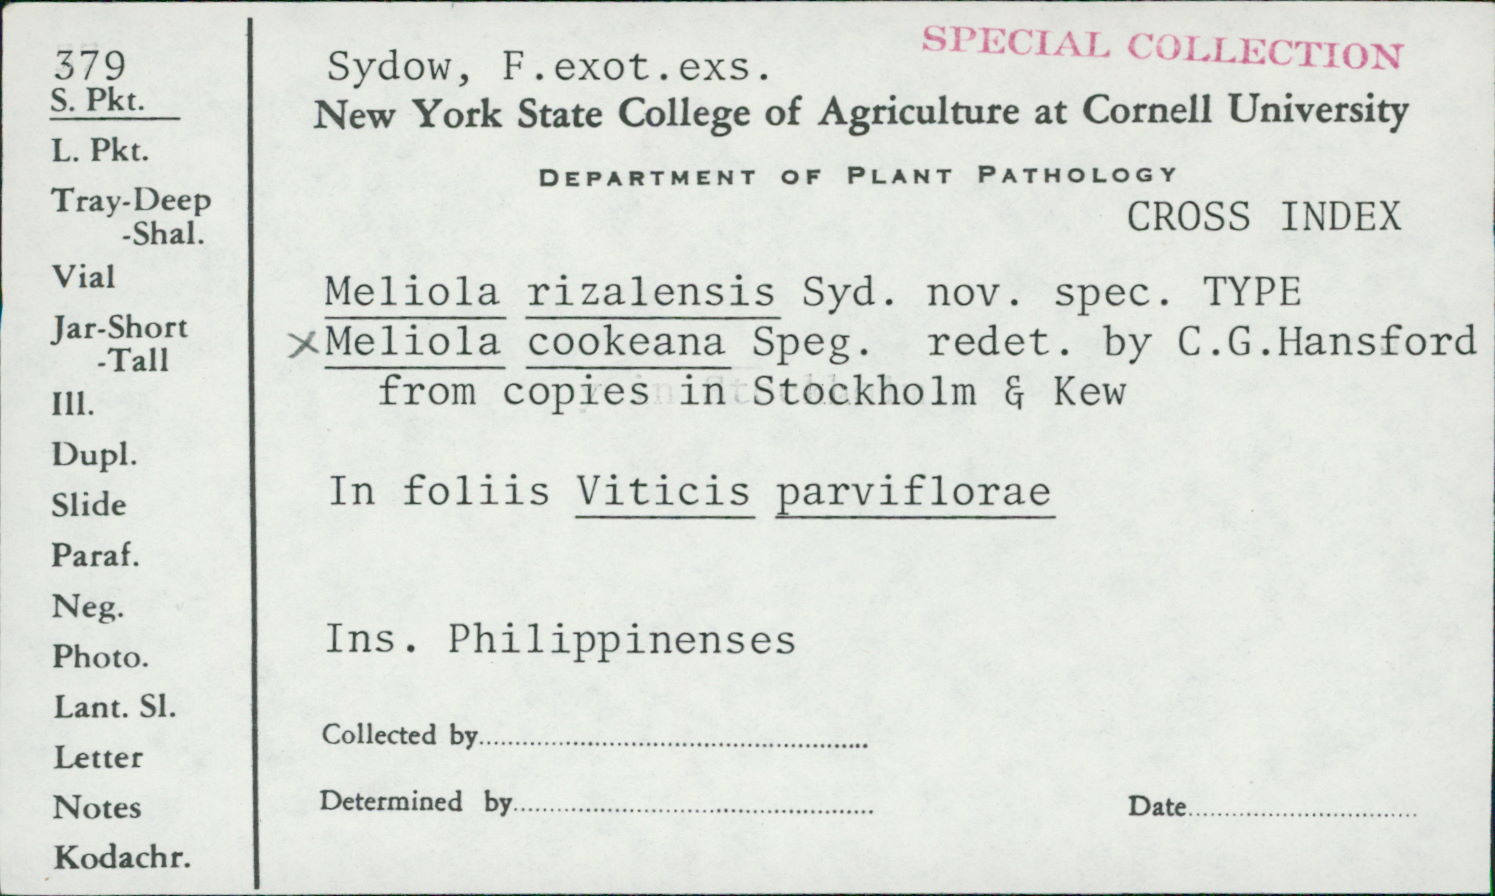 379
S. Pkt.
L. Pkt.
Tray-Deep
-Shal.
Vial
Jar-Short
-Tall
Ill.
Dupl.
Slide
Paraf.
Neg.
Photo.
Lant. Sl.
Letter
Notes
Kodachr.
SPECIAL COLLECTION
Sydow, F.exot.exs.
New York State College of Agriculture at Cornell University
DEPARTMENT OF PLANT PATHOLOGY
CROSS INDEX
Meliola rizalensis Syd. nov. spec. TYPE
×Meliola cookeana Speg. redet. by C.G.Hansford
from copies in Stockholm & Kew
In foliis Viticis parviflorae
Ins. Philippinenses
Collected by
Determined by
Date